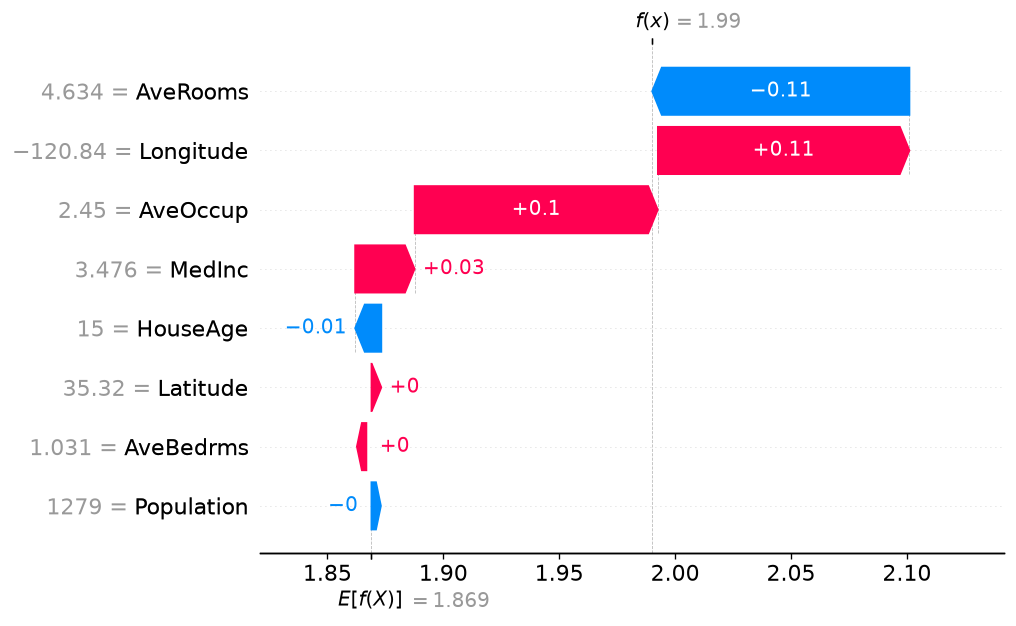 f(x) = 1.99
4.634 = AveRooms
−0.11
−120.84 = Longitude
+0.11
2.45 = AveOccup
+0.1
3.476 = MedInc
+0.03
15 = HouseAge
−0.01
35.32 = Latitude
+0
1.031 = AveBedrms
+0
1279 = Population
−0
1.85 1.90 1.95 2.00 2.05 2.10
E[f(X)] = 1.869